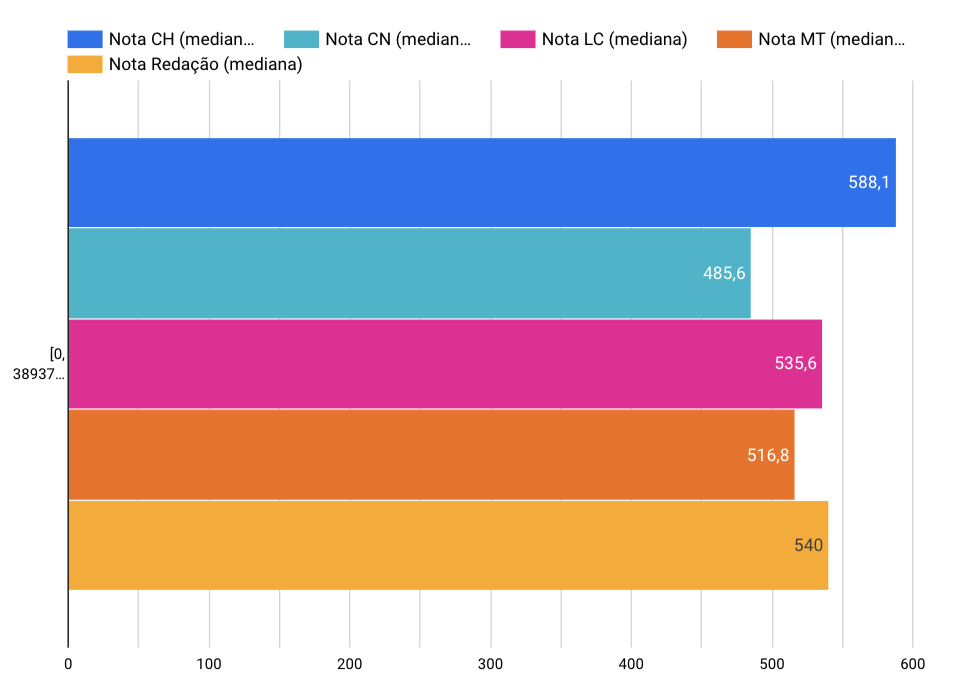 Nota CH (median… Nota CN (median… Nota LC (mediana) Nota MT (median…
Nota Redação (mediana)
588,1
485,6
535,6
[0,
38937…
516,8
540
0 100 200 300 400 500 600